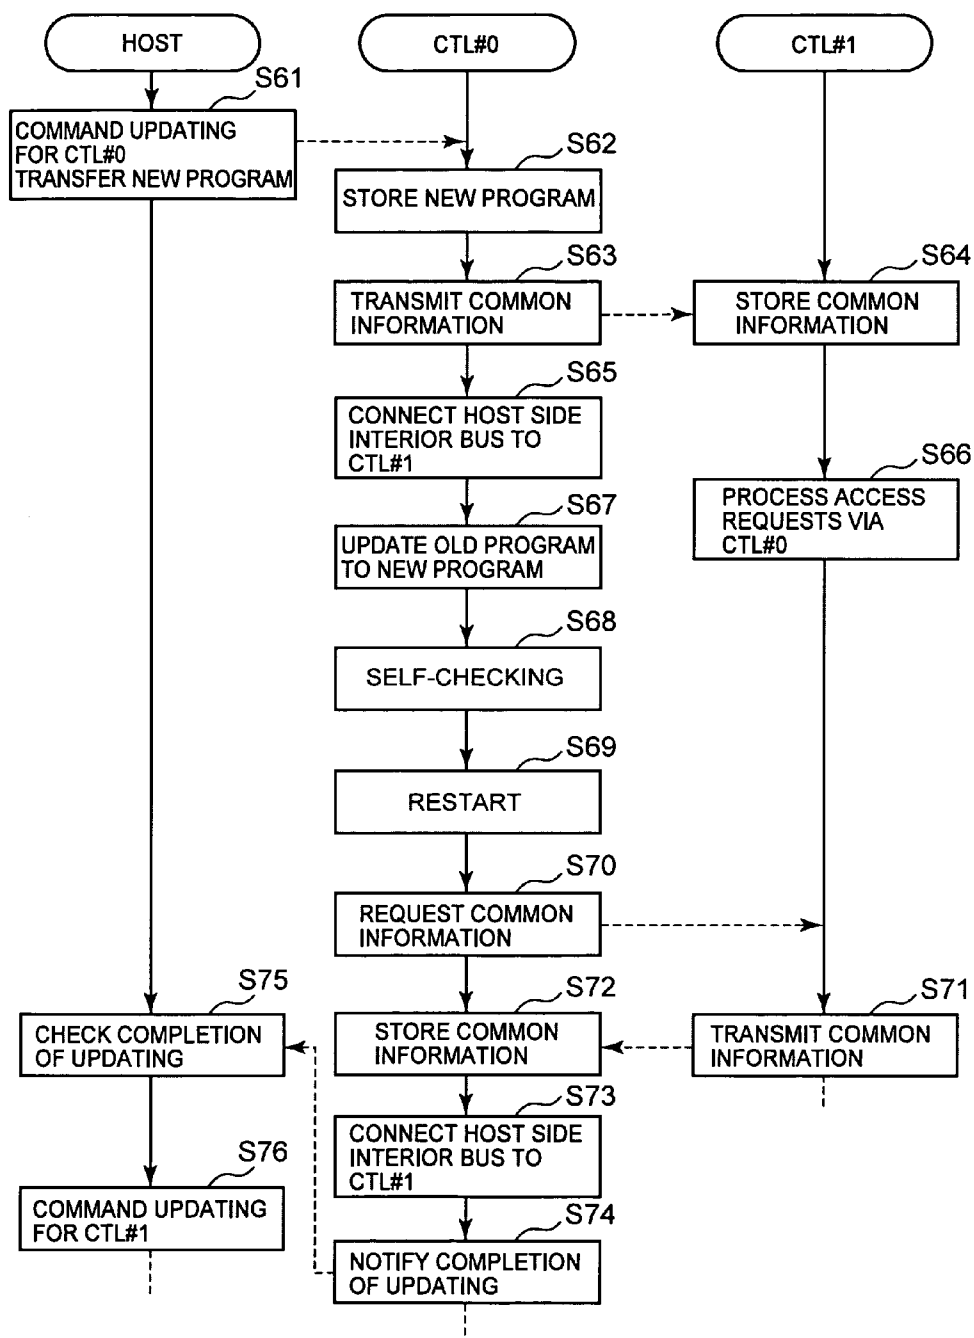 HOST
CTL#0
CTL#1
S61
COMMAND UPDATING
FOR CTL#0
TRANSFER NEW PROGRAM
S62
STORE NEW PROGRAM
S63
TRANSMIT COMMON
INFORMATION
S64
STORE COMMON
INFORMATION
S65
CONNECT HOST SIDE
INTERIOR BUS TO
CTL#1
S66
PROCESS ACCESS
REQUESTS VIA
CTL#0
S67
UPDATE OLD PROGRAM
TO NEW PROGRAM
S68
SELF-CHECKING
S69
RESTART
S70
REQUEST COMMON
INFORMATION
S75
CHECK COMPLETION
OF UPDATING
S72
STORE COMMON
INFORMATION
S71
TRANSMIT COMMON
INFORMATION
S73
CONNECT HOST SIDE
INTERIOR BUS TO
CTL#1
S76
COMMAND UPDATING
FOR CTL#1
S74
NOTIFY COMPLETION
OF UPDATING